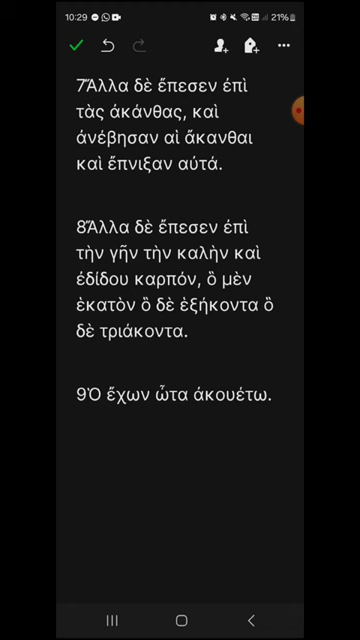 10:29
21%
7Ἄλλα δὲ ἔπεσεν ἐπὶ
τὰς ἀκάνθας, καὶ
ἀνέβησαν αἱ ἄκανθαι
καὶ ἔπνιξαν αὐτά.
8Ἄλλα δὲ ἔπεσεν ἐπὶ
τὴν γῆν τὴν καλὴν καὶ
ἐδίδου καρπόν, ὃ μὲν
ἑκατὸν ὃ δὲ ἑξήκοντα ὃ
δὲ τριάκοντα.
9Ὁ ἔχων ὦτα ἀκουέτω.